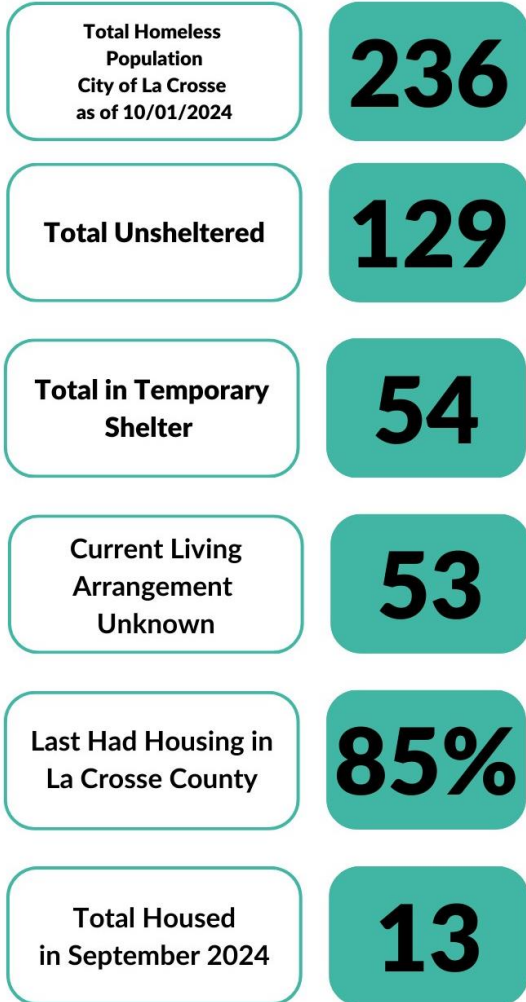 Total Homeless
Population
City of La Crosse
as of 10/01/2024
236
Total Unsheltered
129
Total in Temporary
Shelter
54
Current Living
Arrangement
Unknown
53
Last Had Housing in
La Crosse County
85%
Total Housed
in September 2024
13